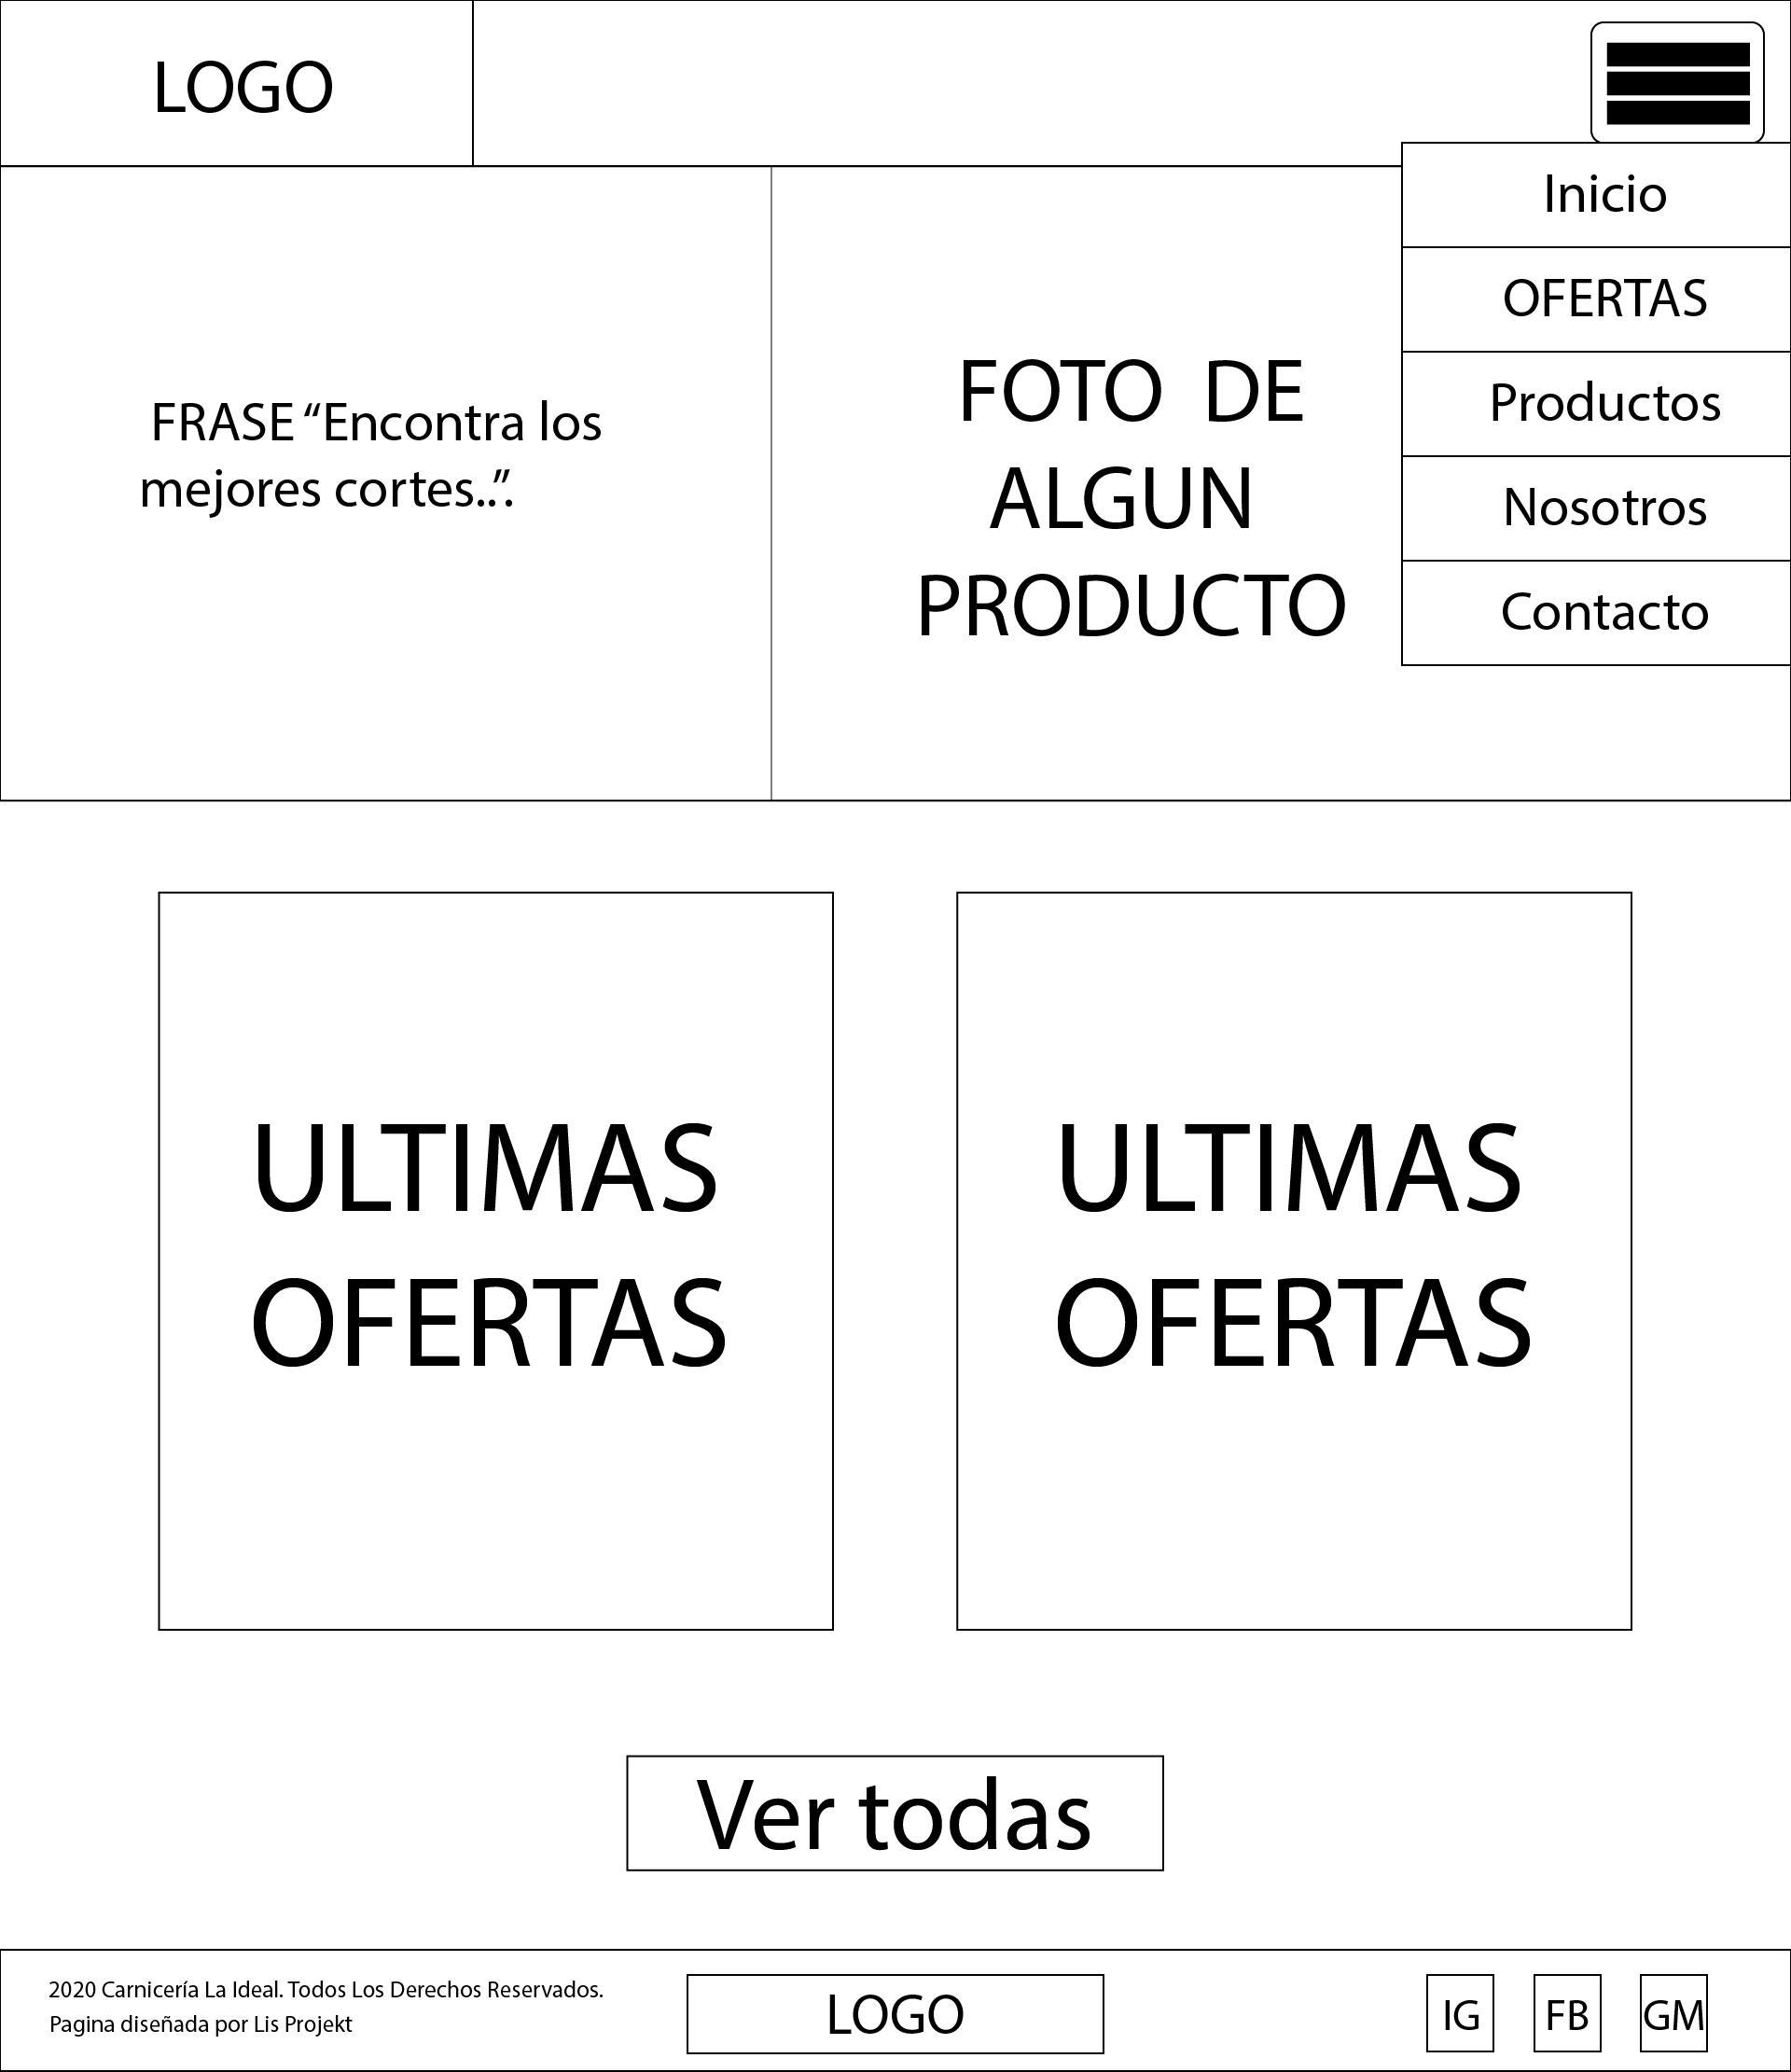 LOGO
Inicio
OFERTAS
Productos
Nosotros
Contacto
FRASE “Encontra los
mejores cortes..”.
FOTO DE
ALGUN
PRODUCTO
ULTIMAS
OFERTAS
ULTIMAS
OFERTAS
Ver todas
2020 Carnicería La Ideal. Todos Los Derechos Reservados.
Pagina diseñada por Lis Projekt
LOGO
IG
FB
GM